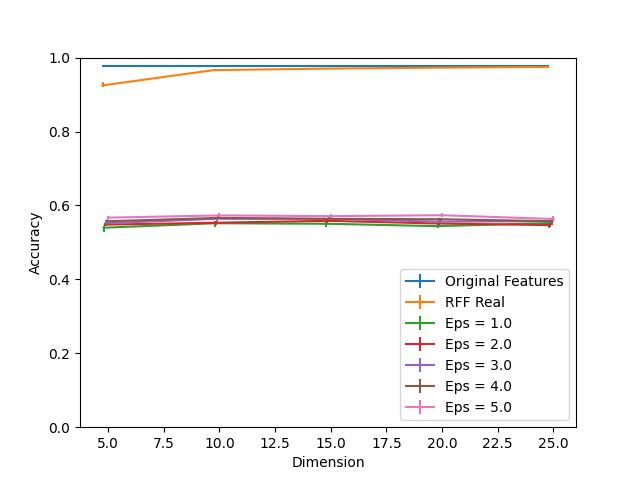 1.0
0.8
0.6
0.4
0.2
0.0
Accuracy
Original Features
RFF Real
Eps = 1.0
Eps = 2.0
Eps = 3.0
Eps = 4.0
Eps = 5.0
5.0 7.5 10.0 12.5 15.0 17.5 20.0 22.5 25.0
Dimension